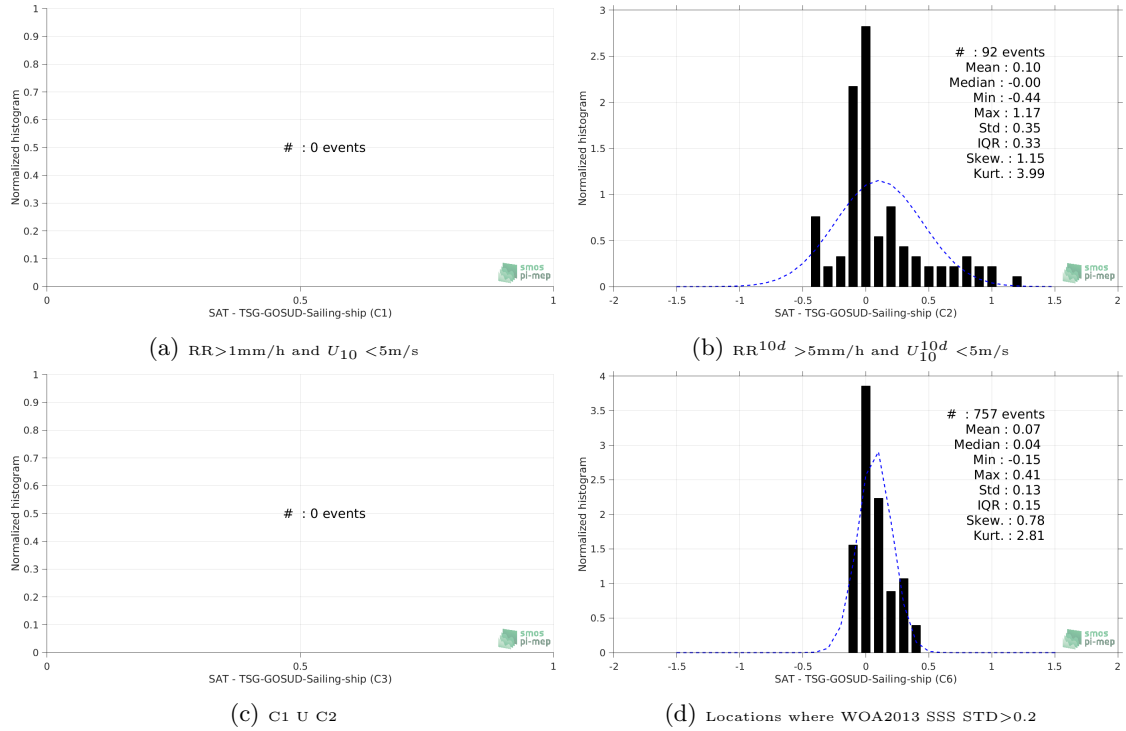 1
0.9
0.8
0.7
0.6
0.5
0.4
0.3
0.2
0.1
0
0
0.5
1
Normalized histogram
# : 0 events
smos
pi-mep
SAT - TSG-GOSUD-Sailing-ship (C1)
(a) RR>1mm/h and U10 <5m/s
3
2.5
2
1.5
1
0.5
0
-2
-1.5
-1
-0.5
0
0.5
1
1.5
2
Normalized histogram
# : 92 events
Mean : 0.10
Median : -0.00
Min : -0.44
Max : 1.17
Std : 0.35
IQR : 0.33
Skew. : 1.15
Kurt. : 3.99
smos
pi-mep
SAT - TSG-GOSUD-Sailing-ship (C2)
(b) RR10d >5mm/h and U10d10 <5m/s
1
0.9
0.8
0.7
0.6
0.5
0.4
0.3
0.2
0.1
0
0
0.5
1
Normalized histogram
# : 0 events
smos
pi-mep
SAT - TSG-GOSUD-Sailing-ship (C3)
(c) C1 U C2
4
3.5
3
2.5
2
1.5
1
0.5
0
-2
-1.5
-1
-0.5
0
0.5
1
1.5
2
Normalized histogram
# : 757 events
Mean : 0.07
Median : 0.04
Min : -0.15
Max : 0.41
Std : 0.13
IQR : 0.15
Skew. : 0.78
Kurt. : 2.81
smos
pi-mep
SAT - TSG-GOSUD-Sailing-ship (C6)
(d) Locations where WOA2013 SSS STD>0.2